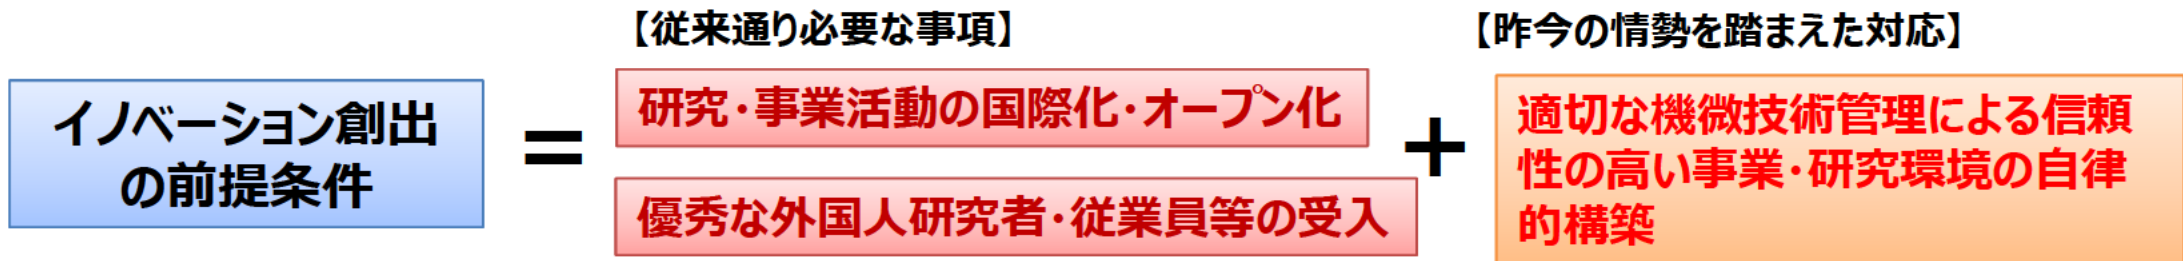 【従来通り必要な事項】
【昨今の情勢を踏まえた対応】
イノベーション創出
の前提条件
=
研究・事業活動の国際化・オープン化
優秀な外国人研究者・従業員等の受入
+
適切な機微技術管理による信頼
性の高い事業・研究環境の自律
的構築